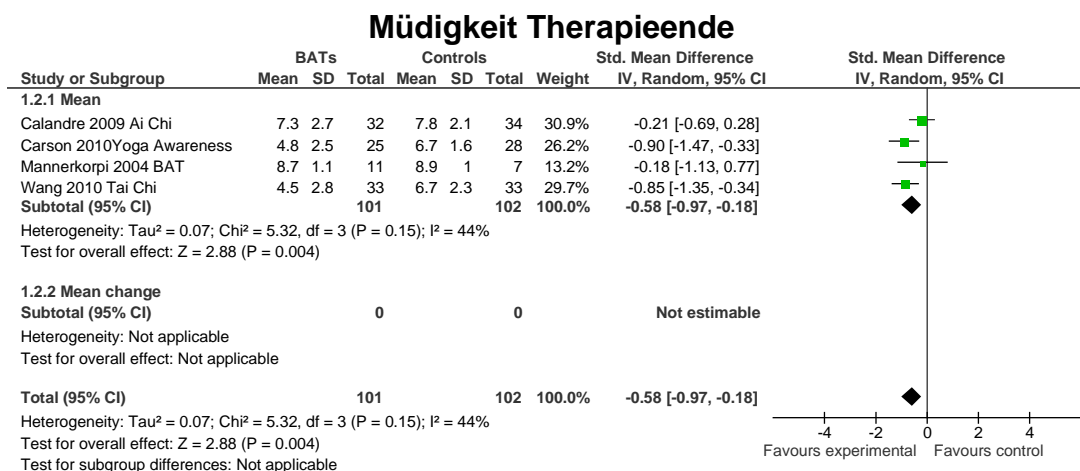 Müdigkeit Therapieende
BATs Controls Std. Mean Difference Std. Mean Difference
Study or Subgroup Mean SD Total Mean SD Total Weight IV, Random, 95% CI IV, Random, 95% CI
1.2.1 Mean
Calandre 2009 Ai Chi 7.3 2.7 32 7.8 2.1 34 30.9% -0.21 [-0.69, 0.28]
Carson 2010Yoga Awareness 4.8 2.5 25 6.7 1.6 28 26.2% -0.90 [-1.47, -0.33]
Mannerkorpi 2004 BAT 8.7 1.1 11 8.9 1 7 13.2% -0.18 [-1.13, 0.77]
Wang 2010 Tai Chi 4.5 2.8 33 6.7 2.3 33 29.7% -0.85 [-1.35, -0.34]
Subtotal (95% CI) 101 102 100.0% -0.58 [-0.97, -0.18]
Heterogeneity: Tau² = 0.07; Chi² = 5.32, df = 3 (P = 0.15); I² = 44%
Test for overall effect: Z = 2.88 (P = 0.004)
1.2.2 Mean change
Subtotal (95% CI) 0 0 Not estimable
Heterogeneity: Not applicable
Test for overall effect: Not applicable
Total (95% CI) 101 102 100.0% -0.58 [-0.97, -0.18]
Heterogeneity: Tau² = 0.07; Chi² = 5.32, df = 3 (P = 0.15); I² = 44%
Test for overall effect: Z = 2.88 (P = 0.004)
Test for subgroup differences: Not applicable
-4 -2 0 2 4
Favours experimental Favours control